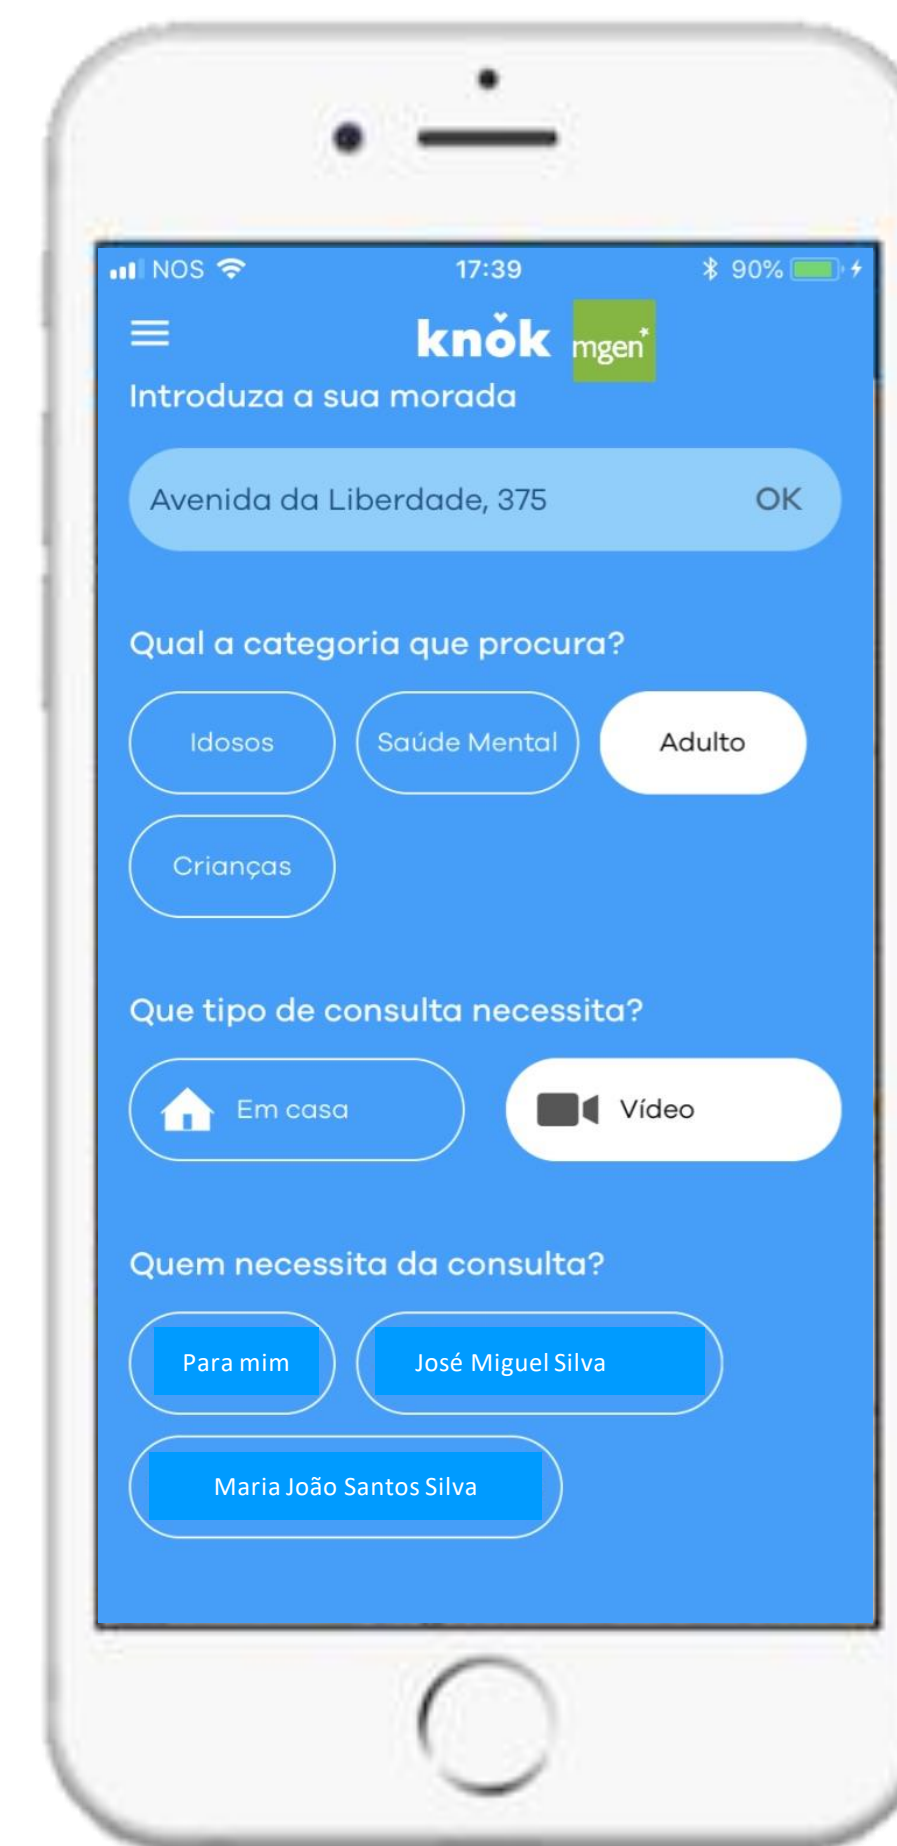 NOS 17:39 90%
knok mgen*
Introduza a sua morada
Avenida da Liberdade, 375 OK
Qual a categoria que procura?
Idosos Saúde Mental Adulto
Crianças
Que tipo de consulta necessita?
Em casa Vídeo
Quem necessita da consulta?
Para mim José Miguel Silva
Maria João Santos Silva